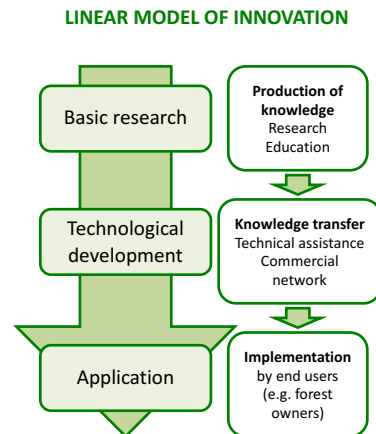 LINEAR MODEL OF INNOVATION
Basic research
Production of
knowledge
Research
Education
Technological
development
Knowledge transfer
Technical assistance
Commercial
network
Application
Implementation
by end users
(e.g. forest
owners)